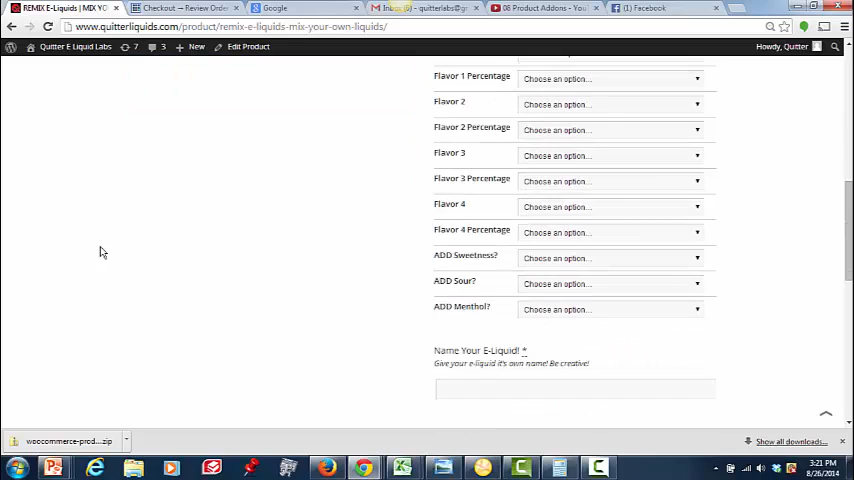 REMIX E-Liquids | MIX YO
Checkout → Review Order
Google
Inbox (6) - quitterlabs@gr
08 Product Addons - You
(1) Facebook
www.quitterliquids.com/product/remix-e-liquids-mix-your-own-liquids/
Quitter E Liquid Labs 7 3 + New Edit Product Howdy, Quitter
Flavor 1 Percentage Choose an option...
Flavor 2 Choose an option...
Flavor 2 Percentage Choose an option...
Flavor 3 Choose an option...
Flavor 3 Percentage Choose an option...
Flavor 4 Choose an option...
Flavor 4 Percentage Choose an option...
ADD Sweetness? Choose an option...
ADD Sour? Choose an option...
ADD Menthol? Choose an option...
Name Your E-Liquid! *
Give your e-liquid it's own name! Be creative!
woocommerce-prod....zip Show all downloads...
3:21 PM
8/26/2014